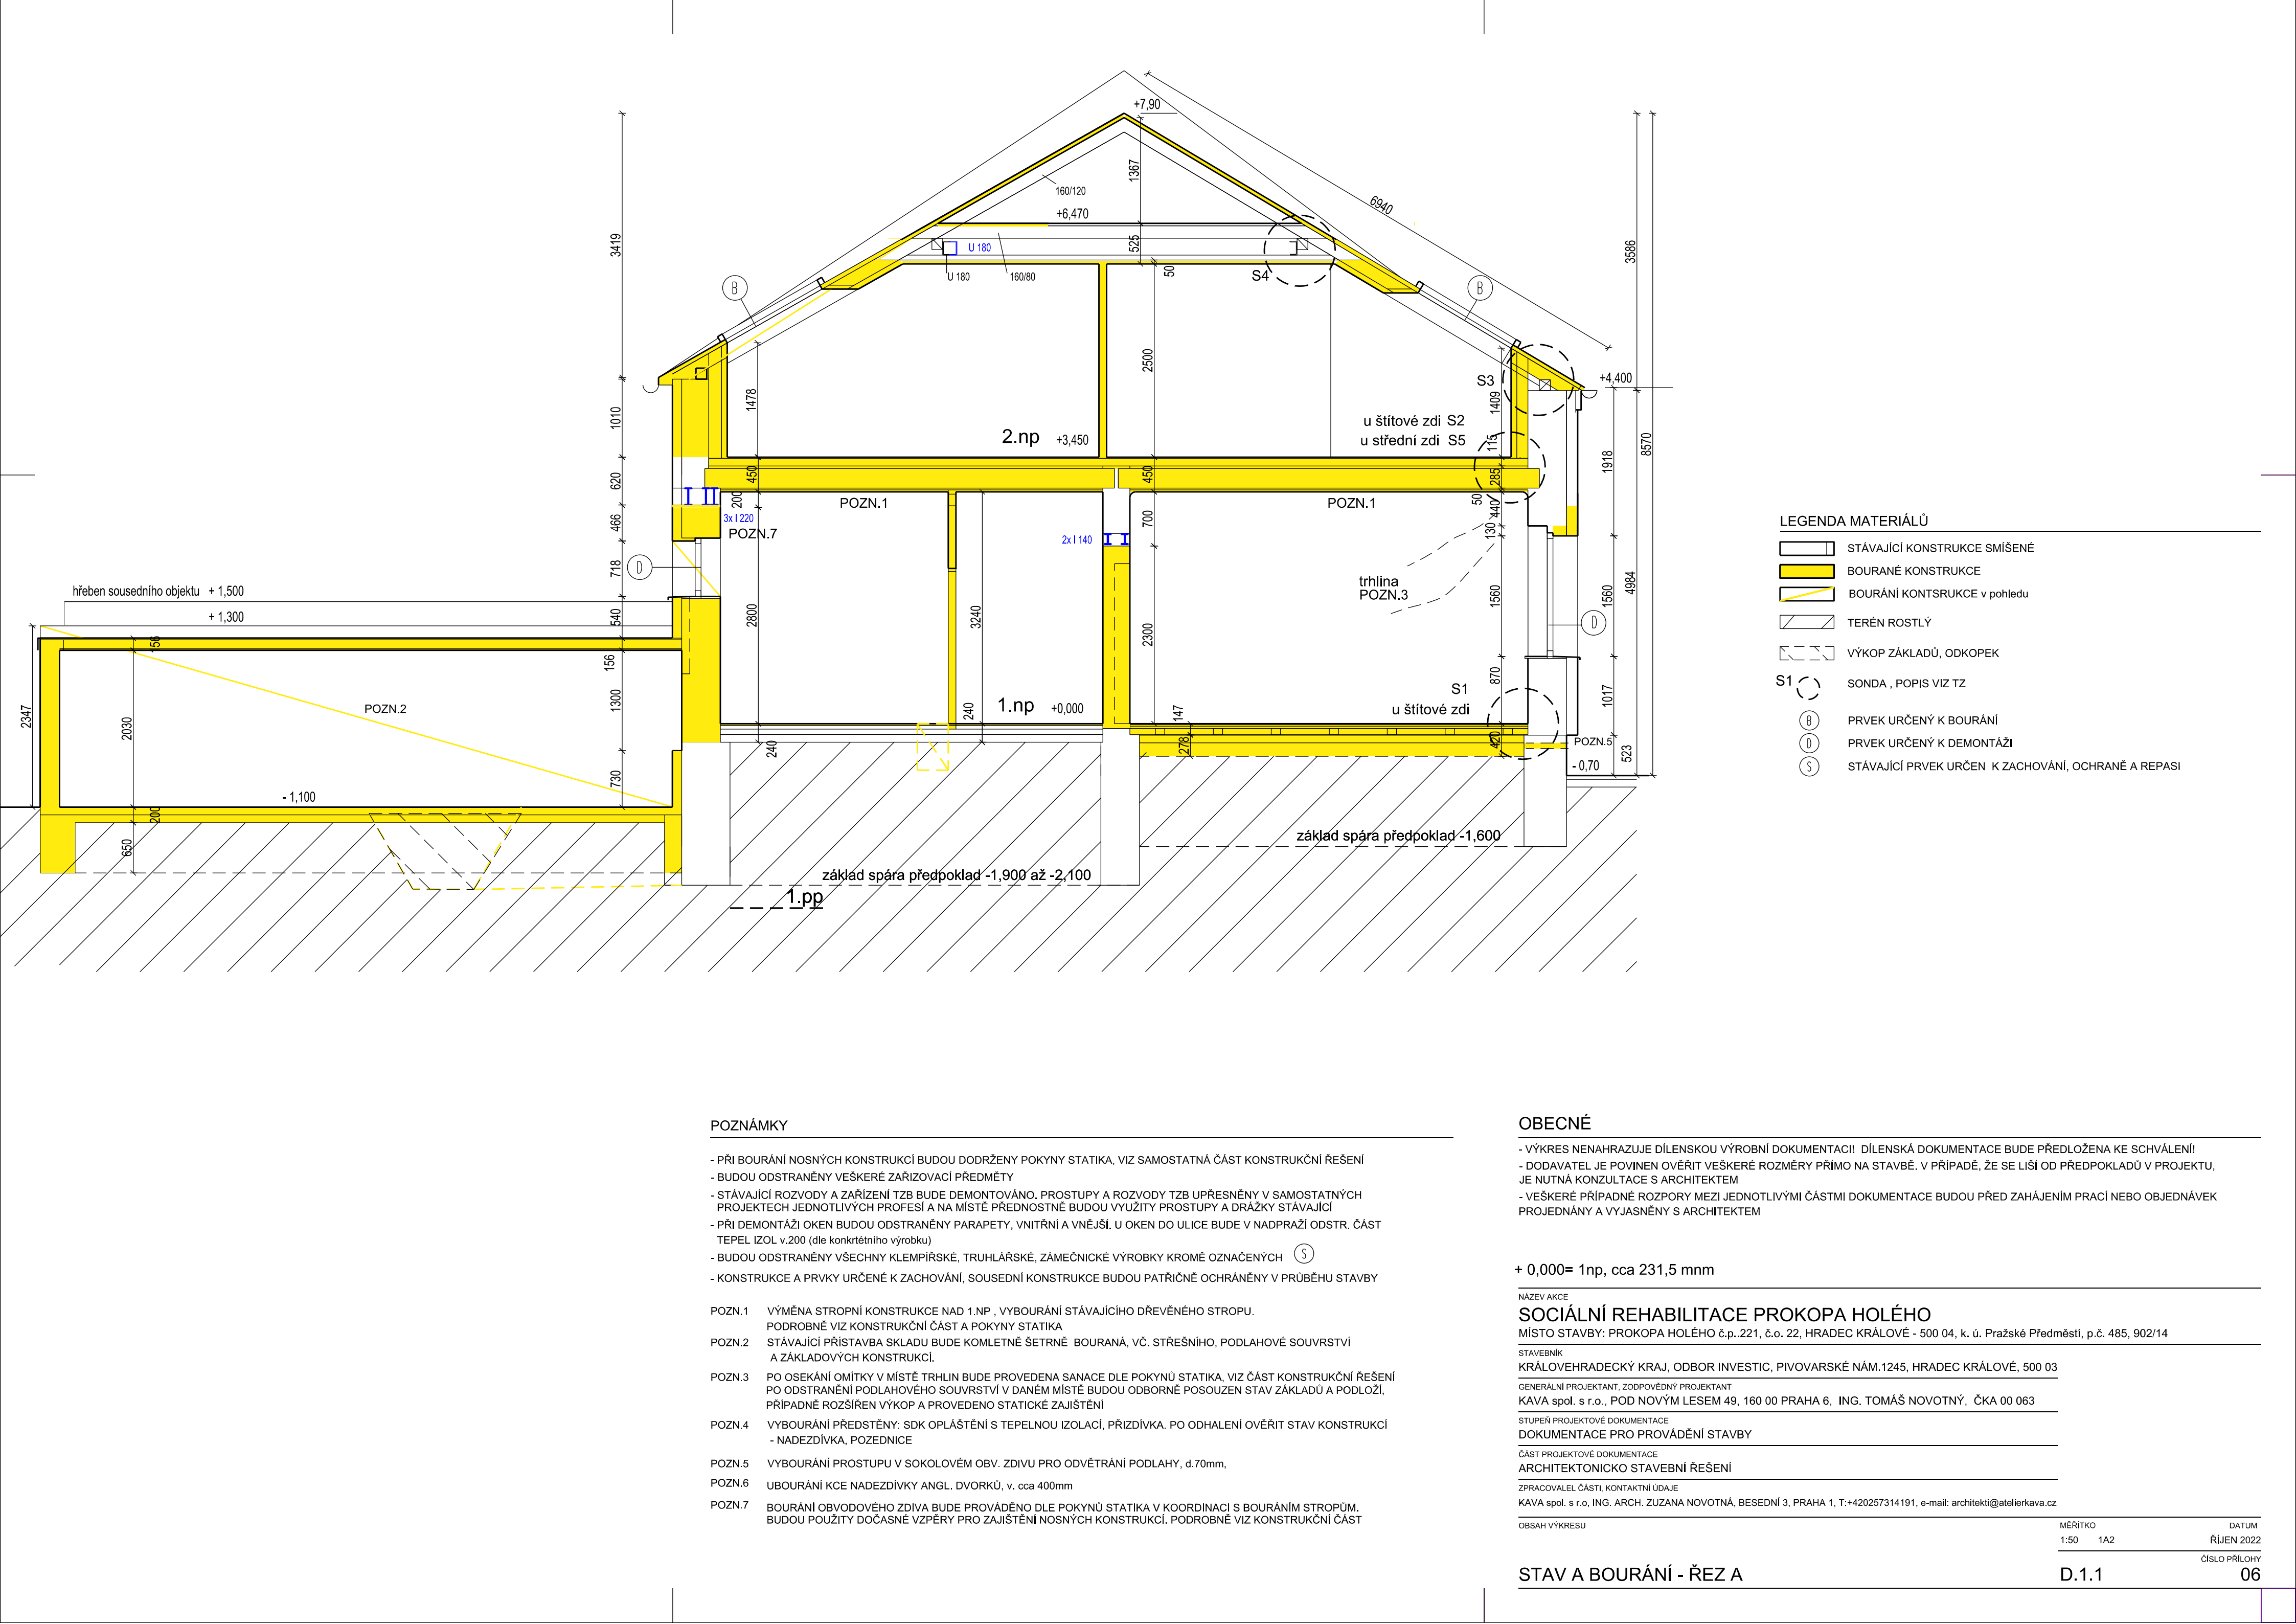 +7,90
1367
160/120
6940
+6,470
3419
3586
525
U 180
U 180
160/80
50
S4
B
B
2500
+4,400
S3
1478
1409
1010
u štítové zdi S2
2.np +3,450
u střední zdi S5
115
8570
1918
620
450
450
285
200
POZN.1
POZN.1
50
440
3x I 220
466
700
POZN.7
130
2x I 140
D
718
trhlina
POZN.3
4984
hřeben sousedního objektu + 1,500
1560
1560
+ 1,300
540
2800
3240
2300
D
156
156
870
S1
1300
1017
2347
POZN.2
1.np +0,000
u štítové zdi
240
147
2030
240
278
420
POZN.5
523
- 0,70
730
- 1,100
200
základ spára předpoklad -1,600
650
základ spára předpoklad -1,900 až -2,100
1.pp
LEGENDA MATERIÁLŮ
STÁVAJÍCÍ KONSTRUKCE SMÍŠENÉ
BOURANÉ KONSTRUKCE
BOURÁNÍ KONTSRUKCE v pohledu
TERÉN ROSTLÝ
VÝKOP ZÁKLADŮ, ODKOPEK
S1 SONDA , POPIS VIZ TZ
B PRVEK URČENÝ K BOURÁNÍ
D PRVEK URČENÝ K DEMONTÁŽI
S STÁVAJÍCÍ PRVEK URČEN K ZACHOVÁNÍ, OCHRANĚ A REPASI
POZNÁMKY
- PŘI BOURÁNÍ NOSNÝCH KONSTRUKCÍ BUDOU DODRŽENY POKYNY STATIKA, VIZ SAMOSTATNÁ ČÁST KONSTRUKČNÍ ŘEŠENÍ
- BUDOU ODSTRANĚNY VEŠKERÉ ZAŘIZOVACÍ PŘEDMĚTY
- STÁVAJÍCÍ ROZVODY A ZAŘÍZENÍ TZB BUDE DEMONTOVÁNO. PROSTUPY A ROZVODY TZB UPŘESNĚNY V SAMOSTATNÝCH
PROJEKTECH JEDNOTLIVÝCH PROFESÍ A NA MÍSTĚ PŘEDNOSTNĚ BUDOU VYUŽITY PROSTUPY A DRÁŽKY STÁVAJÍCÍ
- PŘI DEMONTÁŽI OKEN BUDOU ODSTRANĚNY PARAPETY, VNITŘNÍ A VNĚJŠÍ. U OKEN DO ULICE BUDE V NADPRAŽÍ ODSTR. ČÁST
TEPEL IZOL v.200 (dle konkrtétního výrobku)
- BUDOU ODSTRANĚNY VŠECHNY KLEMPÍŘSKÉ, TRUHLÁŘSKÉ, ZÁMEČNICKÉ VÝROBKY KROMĚ OZNAČENÝCH S
- KONSTRUKCE A PRVKY URČENÉ K ZACHOVÁNÍ, SOUSEDNÍ KONSTRUKCE BUDOU PATŘIČNĚ OCHRÁNĚNY V PRŮBĚHU STAVBY
POZN.1 VÝMĚNA STROPNÍ KONSTRUKCE NAD 1.NP , VYBOURÁNÍ STÁVAJÍCÍHO DŘEVĚNÉHO STROPU.
PODROBNĚ VIZ KONSTRUKČNÍ ČÁST A POKYNY STATIKA
POZN.2 STÁVAJÍCÍ PŘÍSTAVBA SKLADU BUDE KOMLETNĚ ŠETRNĚ BOURANÁ, VČ. STŘEŠNÍHO, PODLAHOVÉ SOUVRSTVÍ
A ZÁKLADOVÝCH KONSTRUKCÍ.
POZN.3 PO OSEKÁNÍ OMÍTKY V MÍSTĚ TRHLIN BUDE PROVEDENA SANACE DLE POKYNŮ STATIKA, VIZ ČÁST KONSTRUKČNÍ ŘEŠENÍ
PO ODSTRANĚNÍ PODLAHOVÉHO SOUVRSTVÍ V DANÉM MÍSTĚ BUDOU ODBORNĚ POSOUZEN STAV ZÁKLADŮ A PODLOŽÍ,
PŘÍPADNĚ ROZŠÍŘEN VÝKOP A PROVEDENO STATICKÉ ZAJIŠTĚNÍ
POZN.4 VYBOURÁNÍ PŘEDSTĚNY: SDK OPLÁŠTĚNÍ S TEPELNOU IZOLACÍ, PŘIZDÍVKA. PO ODHALENÍ OVĚŘIT STAV KONSTRUKCÍ
- NADEZDÍVKA, POZEDNICE
POZN.5 VYBOURÁNÍ PROSTUPU V SOKOLOVÉM OBV. ZDIVU PRO ODVĚTRÁNÍ PODLAHY, d.70mm,
POZN.6 UBOURÁNÍ KCE NADEZDÍVKY ANGL. DVORKŮ, v. cca 400mm
POZN.7 BOURÁNÍ OBVODOVÉHO ZDIVA BUDE PROVÁDĚNO DLE POKYNŮ STATIKA V KOORDINACI S BOURÁNÍM STROPŮM.
BUDOU POUŽITY DOČASNÉ VZPĚRY PRO ZAJIŠTĚNÍ NOSNÝCH KONSTRUKCÍ. PODROBNĚ VIZ KONSTRUKČNÍ ČÁST
OBECNÉ
- VÝKRES NENAHRAZUJE DÍLENSKOU VÝROBNÍ DOKUMENTACI! DÍLENSKÁ DOKUMENTACE BUDE PŘEDLOŽENA KE SCHVÁLENÍ!
- DODAVATEL JE POVINEN OVĚŘIT VEŠKERÉ ROZMĚRY PŘÍMO NA STAVBĚ. V PŘÍPADĚ, ŽE SE LIŠÍ OD PŘEDPOKLADŮ V PROJEKTU,
JE NUTNÁ KONZULTACE S ARCHITEKTEM
- VEŠKERÉ PŘÍPADNÉ ROZPORY MEZI JEDNOTLIVÝMI ČÁSTMI DOKUMENTACE BUDOU PŘED ZAHÁJENÍM PRACÍ NEBO OBJEDNÁVEK
PROJEDNÁNY A VYJASNĚNY S ARCHITEKTEM
+ 0,000= 1np, cca 231,5 mnm
NÁZEV AKCE
SOCIÁLNÍ REHABILITACE PROKOPA HOLÉHO
MÍSTO STAVBY: PROKOPA HOLÉHO č.p..221, č.o. 22, HRADEC KRÁLOVÉ - 500 04, k. ú. Pražské Předměstí, p.č. 485, 902/14
STAVEBNÍK
KRÁLOVEHRADECKÝ KRAJ, ODBOR INVESTIC, PIVOVARSKÉ NÁM.1245, HRADEC KRÁLOVÉ, 500 03
GENERÁLNÍ PROJEKTANT, ZODPOVĚDNÝ PROJEKTANT
KAVA spol. s r.o., POD NOVÝM LESEM 49, 160 00 PRAHA 6, ING. TOMÁŠ NOVOTNÝ, ČKA 00 063
STUPEŇ PROJEKTOVÉ DOKUMENTACE
DOKUMENTACE PRO PROVÁDĚNÍ STAVBY
ČÁST PROJEKTOVÉ DOKUMENTACE
ARCHITEKTONICKO STAVEBNÍ ŘEŠENÍ
ZPRACOVALEL ČÁSTI, KONTAKTNÍ ÚDAJE
KAVA spol. s r.o, ING. ARCH. ZUZANA NOVOTNÁ, BESEDNÍ 3, PRAHA 1, T:+420257314191, e-mail: architekti@atelierkava.cz
OBSAH VÝKRESU MĚŘÍTKO DATUM
1:50 1A2 ŘÍJEN 2022
ČÍSLO PŘÍLOHY
STAV A BOURÁNÍ - ŘEZ A D.1.1 06